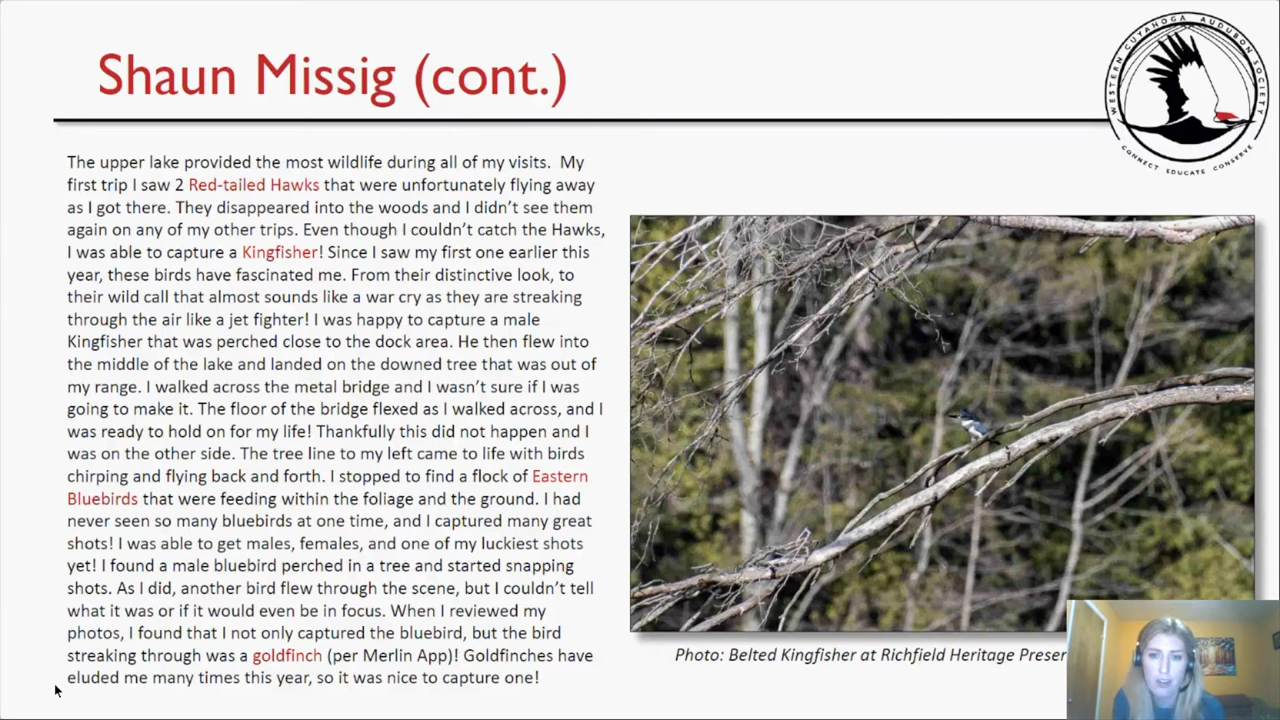 Shaun Missig (cont.)
WESTERN CUYAHOGA AUDUBON SOCIETY
CONNECT EDUCATE CONSERVE
The upper lake provided the most wildlife during all of my visits.  My
first trip I saw 2 Red-tailed Hawks that were unfortunately flying away
as I got there. They disappeared into the woods and I didn't see them
again on any of my other trips. Even though I couldn't catch the Hawks,
I was able to capture a Kingfisher! Since I saw my first one earlier this
year, these birds have fascinated me. From their distinctive look, to
their wild call that almost sounds like a war cry as they are streaking
through the air like a jet fighter! I was happy to capture a male
Kingfisher that was perched close to the dock area. He then flew into
the middle of the lake and landed on the downed tree that was out of
my range. I walked across the metal bridge and I wasn't sure if I was
going to make it. The floor of the bridge flexed as I walked across, and I
was ready to hold on for my life! Thankfully this did not happen and I
was on the other side. The tree line to my left came to life with birds
chirping and flying back and forth. I stopped to find a flock of Eastern
Bluebirds that were feeding within the foliage and the ground. I had
never seen so many bluebirds at one time, and I captured many great
shots! I was able to get males, females, and one of my luckiest shots
yet! I found a male bluebird perched in a tree and started snapping
shots. As I did, another bird flew through the scene, but I couldn't tell
what it was or if it would even be in focus. When I reviewed my
photos, I found that I not only captured the bluebird, but the bird
streaking through was a goldfinch (per Merlin App)! Goldfinches have
eluded me many times this year, so it was nice to capture one!
Photo: Belted Kingfisher at Richfield Heritage Preser